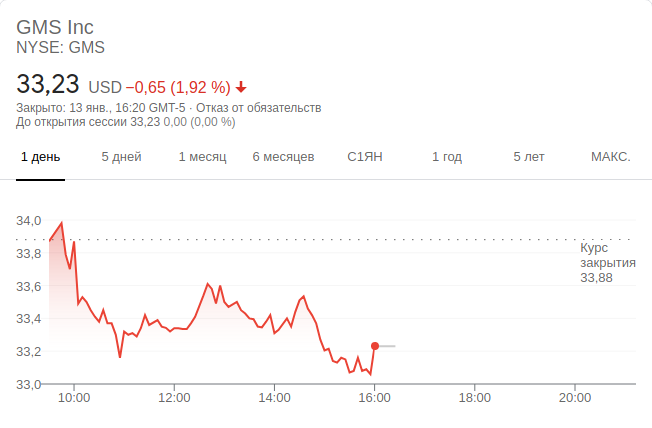 GMS Inc
NYSE: GMS
33,23 USD −0,65 (1,92 %)
Закрыто: 13 янв., 16:20 GMT-5 · Отказ от обязательств
До открытия сессии 33,23 0,00 (0,00 %)
1 день 5 дней 1 месяц 6 месяцев С1ЯН 1 год 5 лет МАКС.
34,0
Курс
33,8
закрытия
33,6
33,88
33,4
33,2
33,0
10:00 12:00 14:00 16:00 18:00 20:00